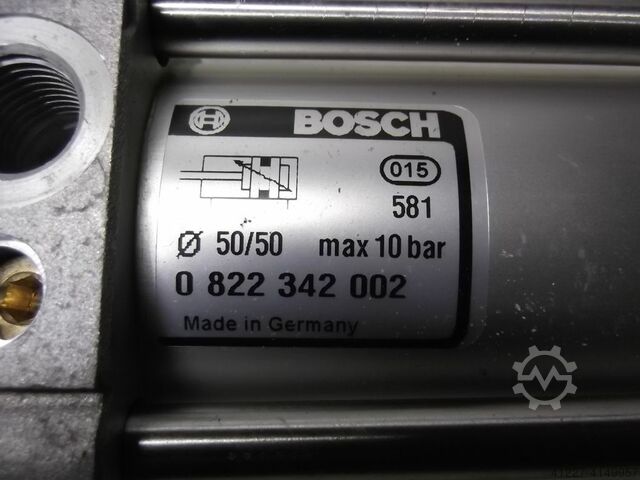 BOSCH
015
581
Ø 50/50 max 10 bar
0 822 342 002
Made in Germany